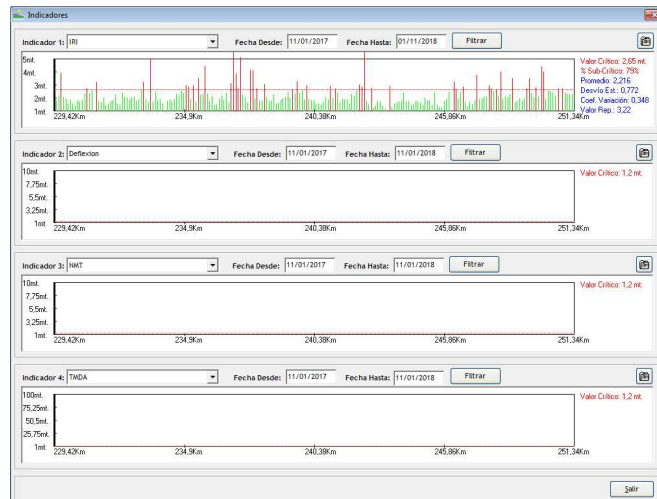 Indicadores
Indicador 1: IRI Fecha Desde: 11/01/2017 Fecha Hasta: 01/11/2018 Filtrar
5mt.
4mt.
3mt.
2mt.
1mt.
229,42Km 234,9Km 240,38Km 245,86Km 251,34Km
Valor Crítico: 2,65 mt.
% Sub-Crítico: 79%
Promedio: 2,216
Desvío Est.: 0,772
Coef. Variación: 0,348
Valor Rep.: 3,22
Indicador 2: Deflexion Fecha Desde: 11/01/2017 Fecha Hasta: 11/01/2018 Filtrar
10mt.
7,75mt.
5,5mt.
3,25mt.
1mt.
229,42Km 234,9Km 240,38Km 245,86Km 251,34Km
Valor Crítico: 1,2 mt.
Indicador 3: NMT Fecha Desde: 11/01/2017 Fecha Hasta: 11/01/2018 Filtrar
10mt.
7,75mt.
5,5mt.
3,25mt.
1mt.
229,42Km 234,9Km 240,38Km 245,86Km 251,34Km
Valor Crítico: 1,2 mt.
Indicador 4: TMDA Fecha Desde: 11/01/2017 Fecha Hasta: 11/01/2018 Filtrar
100mt.
75,25mt.
50,5mt.
25,75mt.
1mt.
229,42Km 234,9Km 240,38Km 245,86Km 251,34Km
Valor Crítico: 1,2 mt.
Salir